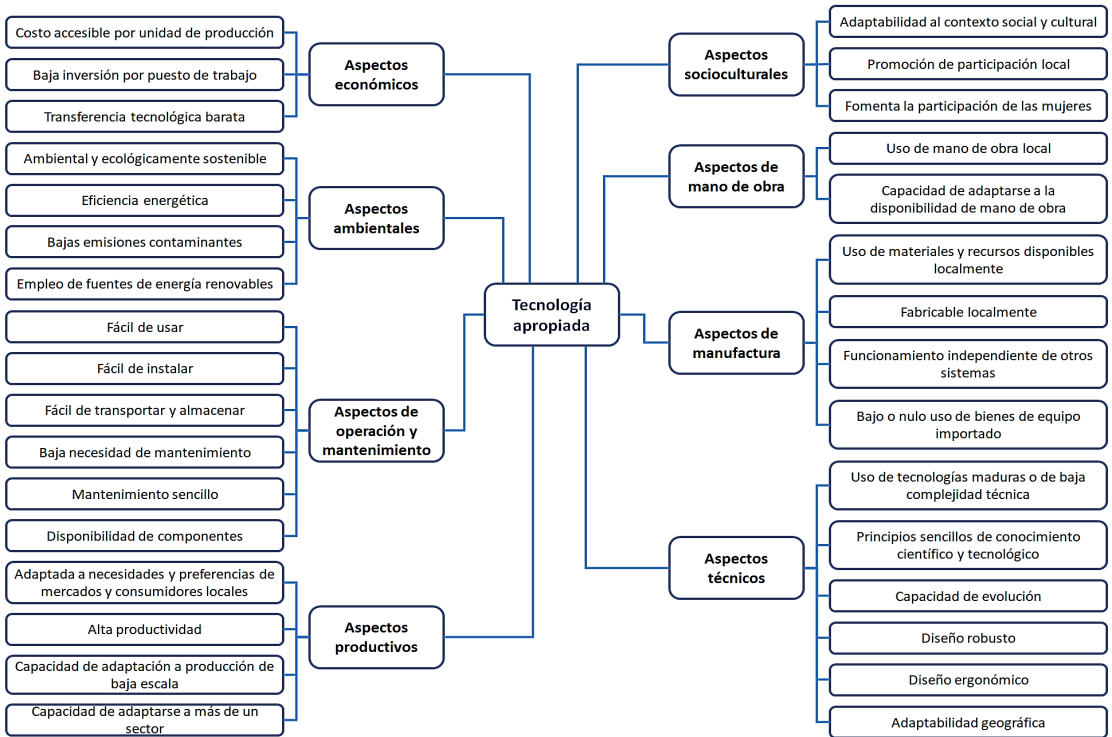 Costo accesible por unidad de producción
Baja inversión por puesto de trabajo
Transferencia tecnológica barata
Aspectos
económicos
Ambiental y ecológicamente sostenible
Eficiencia energética
Bajas emisiones contaminantes
Empleo de fuentes de energía renovables
Aspectos
ambientales
Fácil de usar
Fácil de instalar
Fácil de transportar y almacenar
Baja necesidad de mantenimiento
Mantenimiento sencillo
Disponibilidad de componentes
Aspectos de
operación y
mantenimiento
Adaptada a necesidades y preferencias de
mercados y consumidores locales
Alta productividad
Capacidad de adaptación a producción de
baja escala
Capacidad de adaptarse a más de un
sector
Aspectos
productivos
Tecnología
apropiada
Aspectos
socioculturales
Adaptabilidad al contexto social y cultural
Promoción de participación local
Fomenta la participación de las mujeres
Aspectos de
mano de obra
Uso de mano de obra local
Capacidad de adaptarse a la
disponibilidad de mano de obra
Aspectos de
manufactura
Uso de materiales y recursos disponibles
localmente
Fabricable localmente
Funcionamiento independiente de otros
sistemas
Bajo o nulo uso de bienes de equipo
importado
Aspectos
técnicos
Uso de tecnologías maduras o de baja
complejidad técnica
Principios sencillos de conocimiento
científico y tecnológico
Capacidad de evolución
Diseño robusto
Diseño ergonómico
Adaptabilidad geográfica